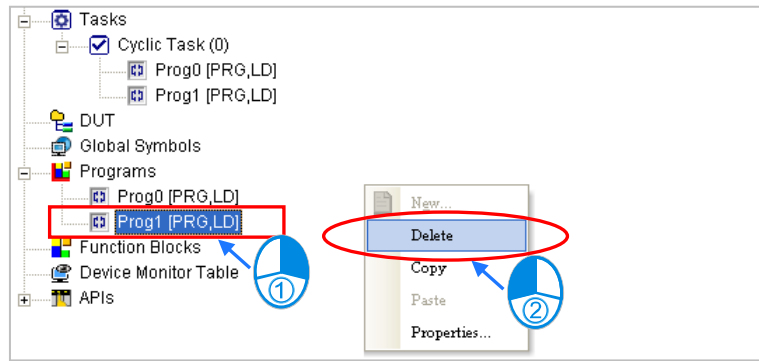 Tasks
Cyclic Task (0)
Prog0 [PRG,LD]
Prog1 [PRG,LD]
DUT
Global Symbols
Programs
Prog0 [PRG,LD]
Prog1 [PRG,LD]
Function Blocks
Device Monitor Table
APIs
New...
Delete
Copy
Paste
Properties...
①
②